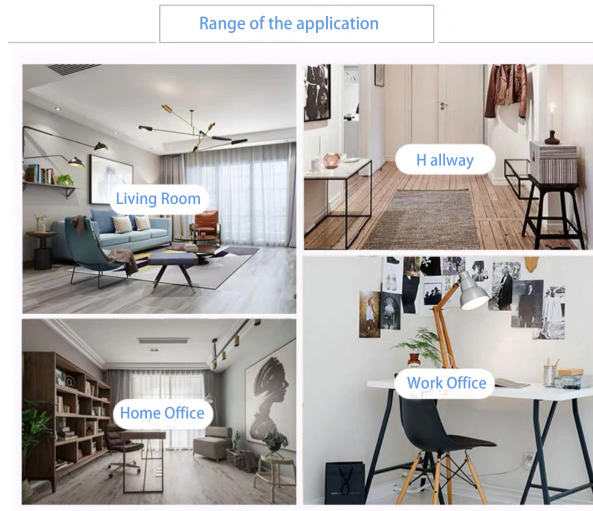 Range of the application
Living Room
H allway
Home Office
Work Office